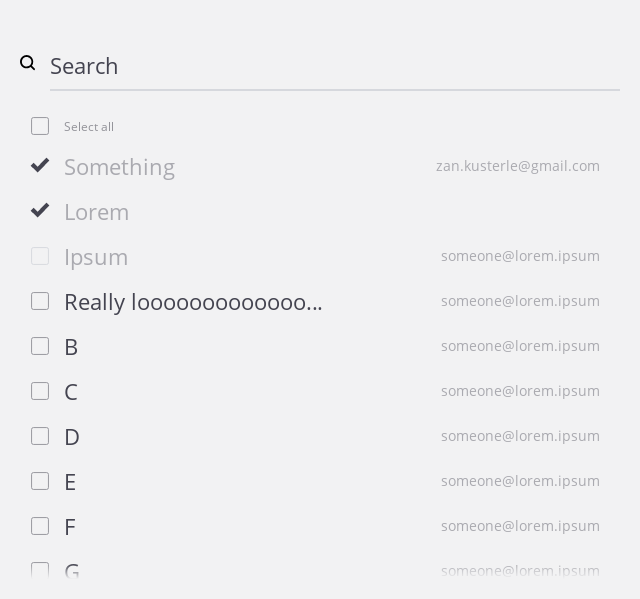 Search
Select all
Something zan.kusterle@gmail.com
Lorem
Ipsum someone@lorem.ipsum
Really looooooooooooo... someone@lorem.ipsum
B someone@lorem.ipsum
C someone@lorem.ipsum
D someone@lorem.ipsum
E someone@lorem.ipsum
F someone@lorem.ipsum
G someone@lorem.ipsum